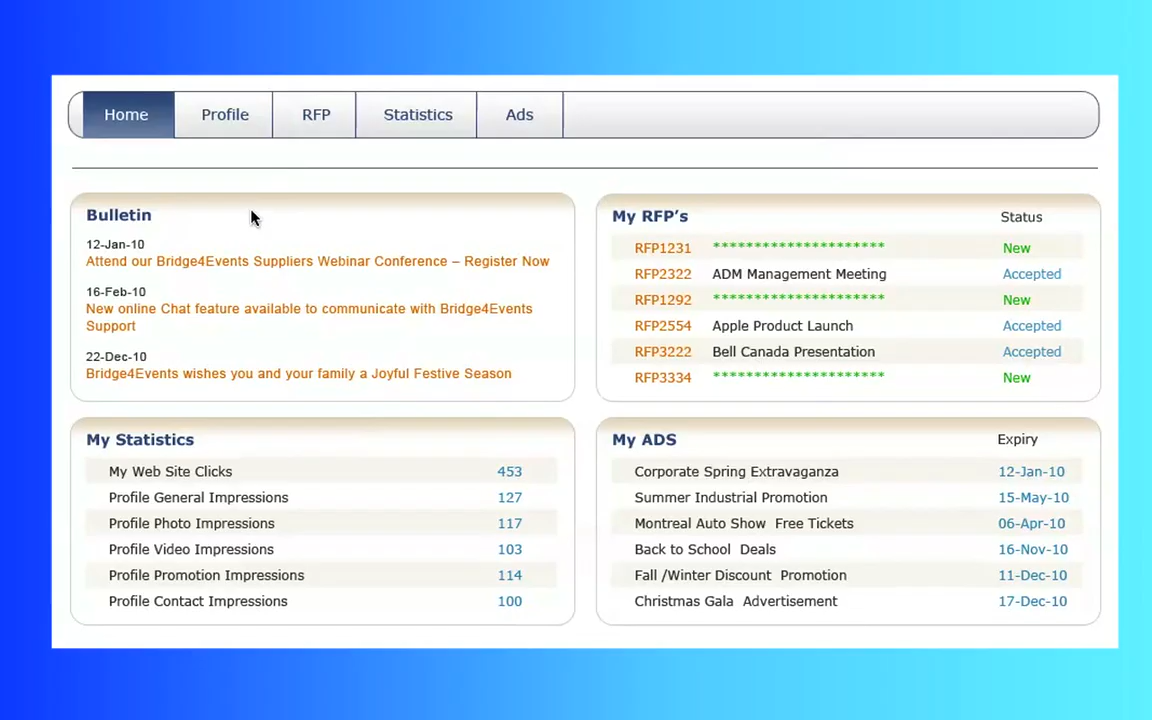 Home Profile RFP Statistics Ads
Bulletin
12-Jan-10
Attend our Bridge4Events Suppliers Webinar Conference – Register Now
16-Feb-10
New online Chat feature available to communicate with Bridge4Events
Support
22-Dec-10
Bridge4Events wishes you and your family a Joyful Festive Season
My RFP’s Status
RFP1231 ********************* New
RFP2322 ADM Management Meeting Accepted
RFP1292 ********************* New
RFP2554 Apple Product Launch Accepted
RFP3222 Bell Canada Presentation Accepted
RFP3334 ********************* New
My Statistics
My Web Site Clicks 453
Profile General Impressions 127
Profile Photo Impressions 117
Profile Video Impressions 103
Profile Promotion Impressions 114
Profile Contact Impressions 100
My ADS Expiry
Corporate Spring Extravaganza 12-Jan-10
Summer Industrial Promotion 15-May-10
Montreal Auto Show Free Tickets 06-Apr-10
Back to School Deals 16-Nov-10
Fall /Winter Discount Promotion 11-Dec-10
Christmas Gala Advertisement 17-Dec-10